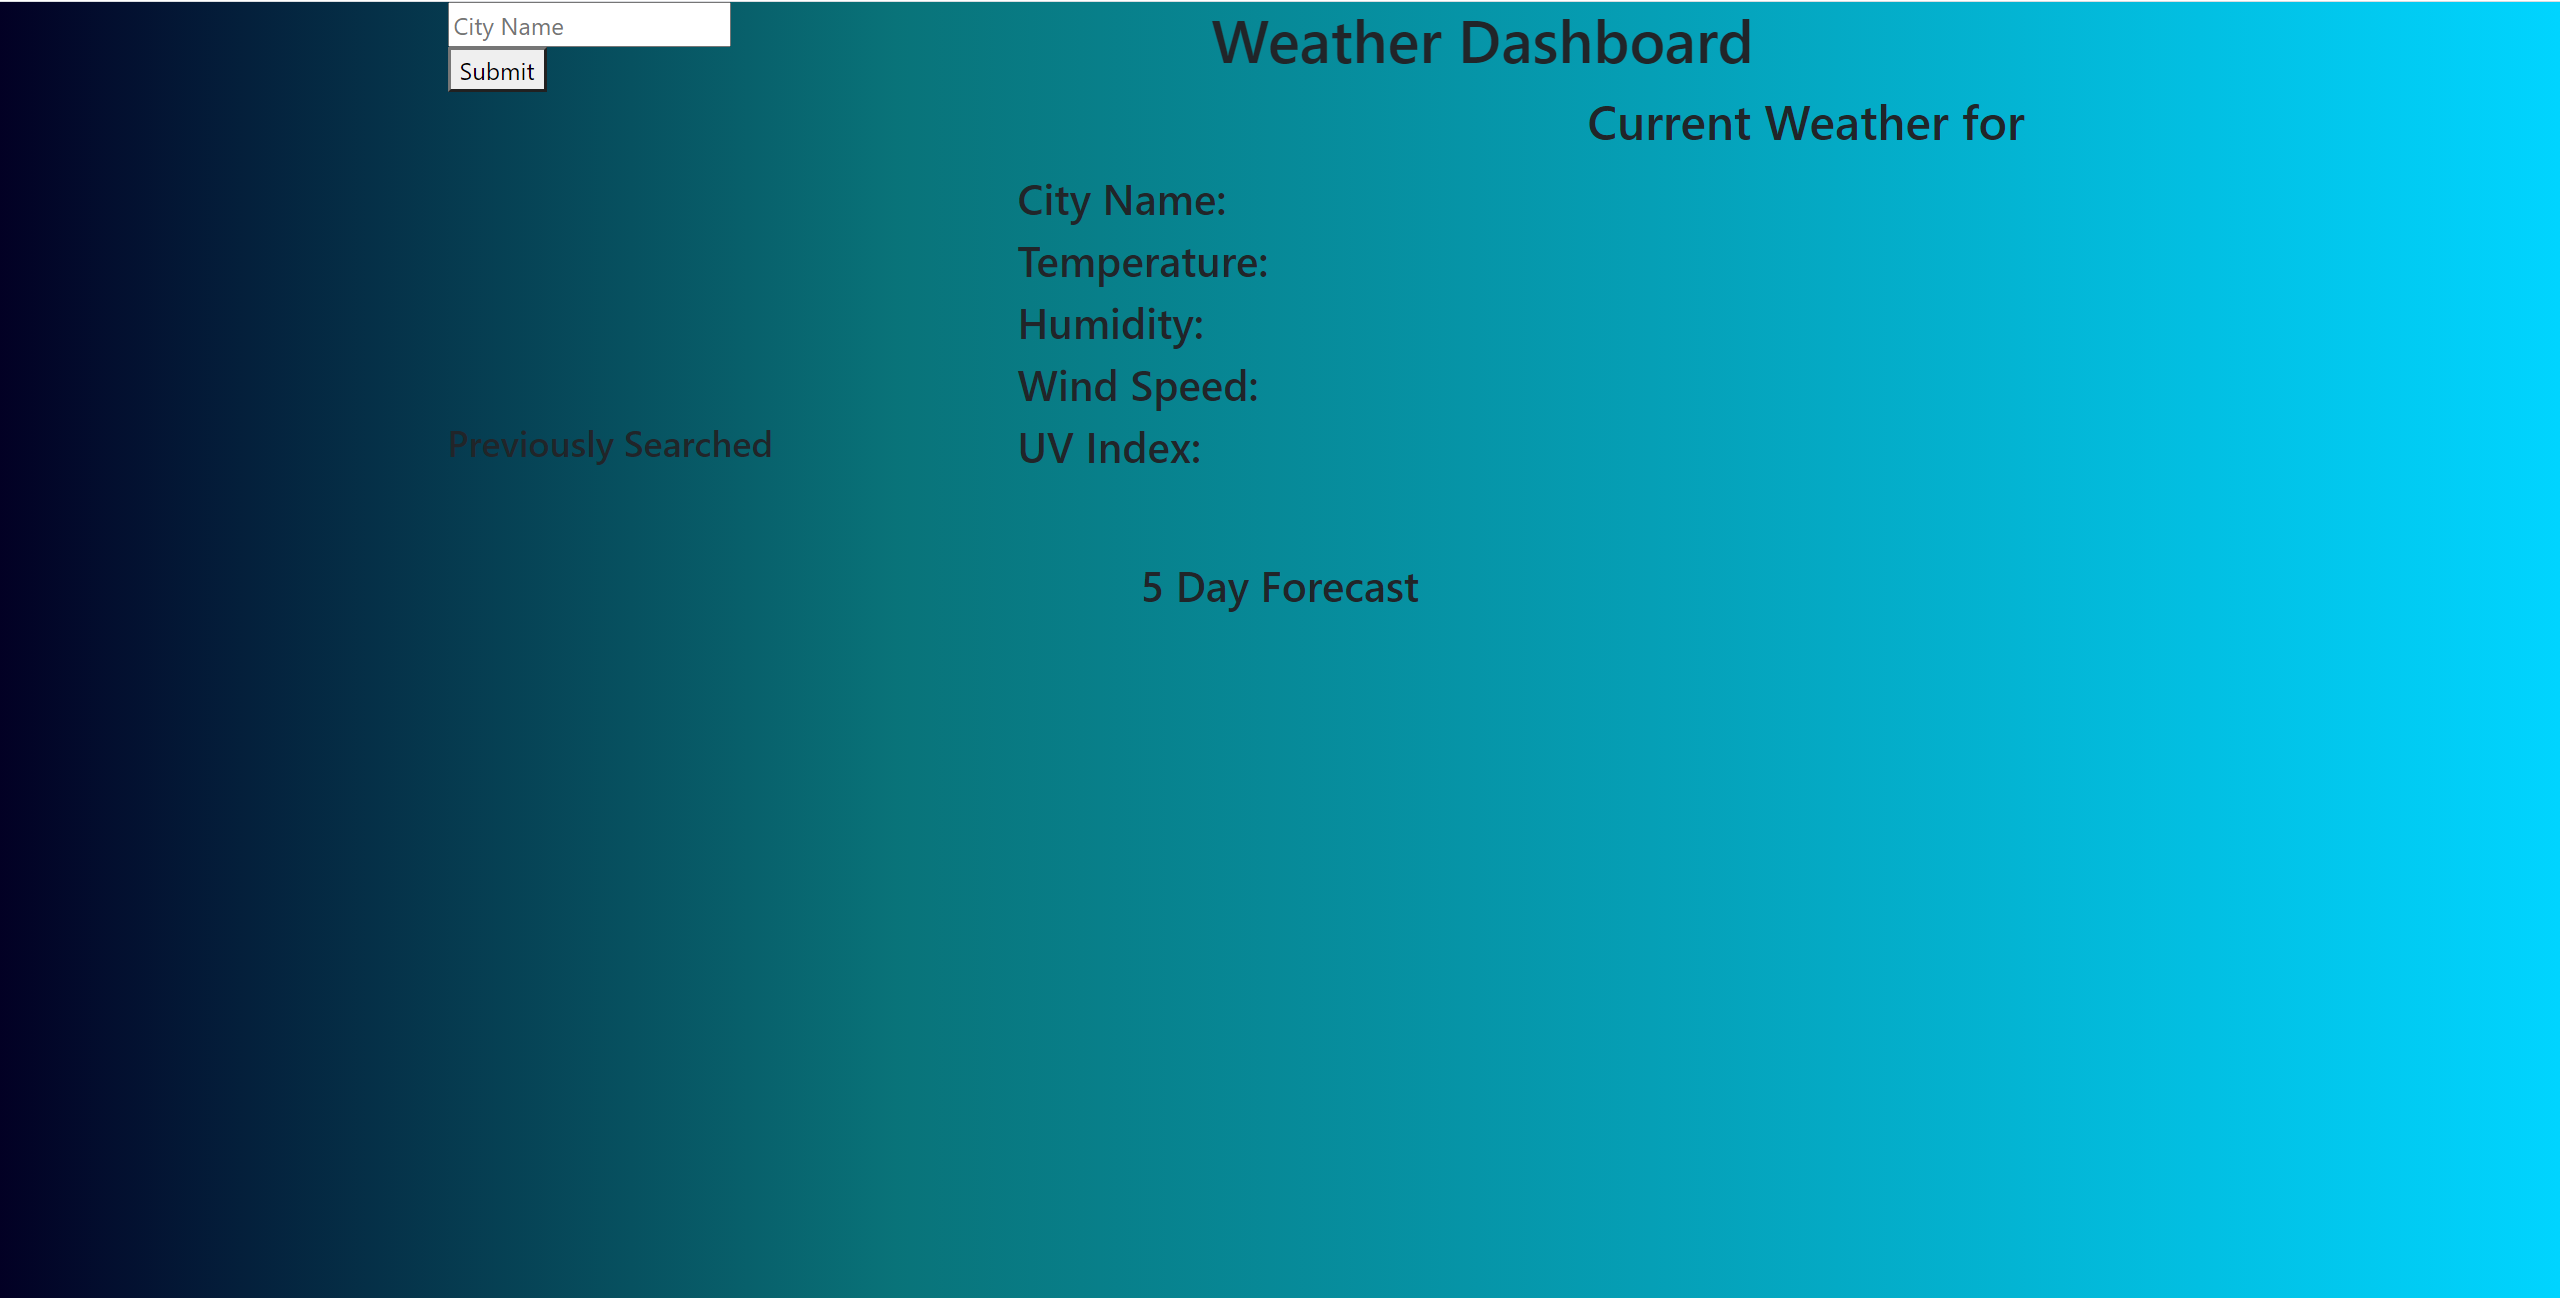 City Name
Submit
Weather Dashboard
Current Weather for
City Name:
Temperature:
Humidity:
Wind Speed:
UV Index:
Previously Searched
5 Day Forecast